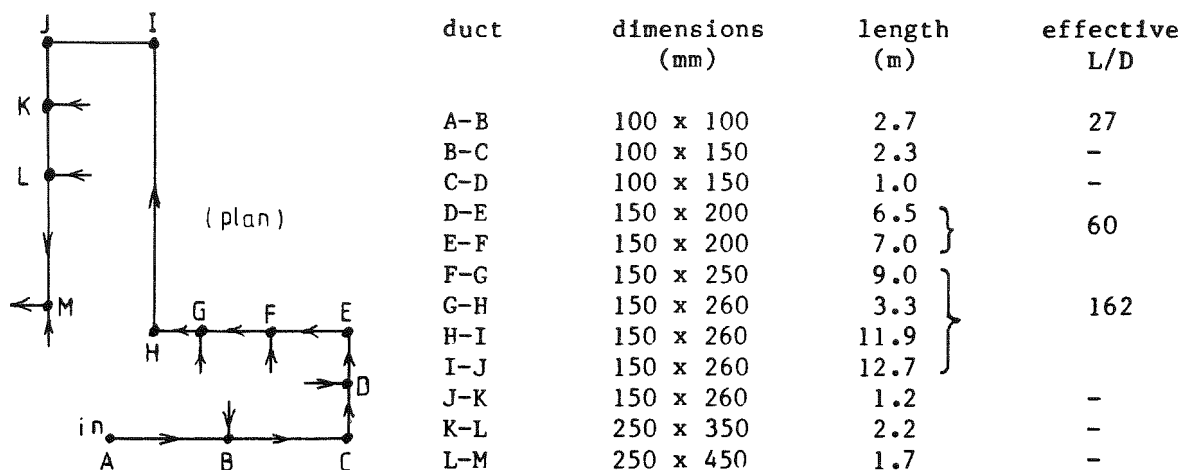 J I
K
L
(plan)
M
G F E
H
D
in
A B C
duct dimensions length effective
(mm) (m) L/D
A-B 100 x 100 2.7 27
B-C 100 x 150 2.3 -
C-D 100 x 150 1.0 -
D-E 150 x 200 6.5
60
E-F 150 x 200 7.0
F-G 150 x 250 9.0
G-H 150 x 260 3.3 162
H-I 150 x 260 11.9
I-J 150 x 260 12.7
J-K 150 x 260 1.2 -
K-L 250 x 350 2.2 -
L-M 250 x 450 1.7 -